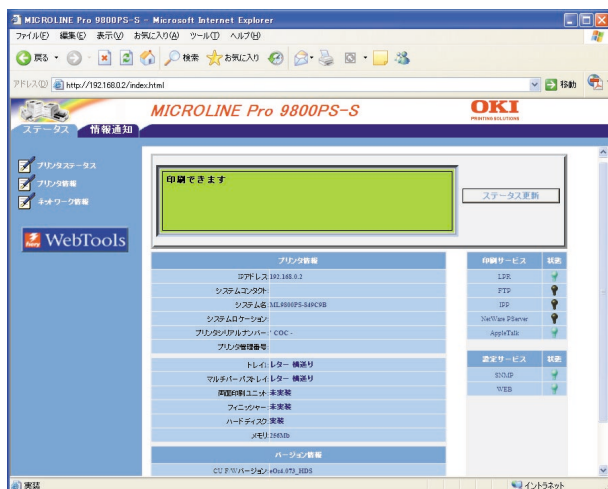 MICROLINE Pro 9800PS-S - Microsoft Internet Explorer
ファイル(F) 編集(E) 表示(V) お気に入り(A) ツール(T) ヘルプ(H)
戻る 検索 お気に入り
アドレス(D) http://192.168.0.2/index.html 移動
MICROLINE Pro 9800PS-S
OKI
PRINTING SOLUTIONS
ステータス 情報通知
プリンタステータス
プリンタ情報
ネットワーク情報
WebTools
印刷できます
ステータス更新
プリンタ情報
IPアドレス: 192.168.0.2
システムコンタクト:
システム名: ML9800PS-849C9B
システムロケーション:
プリンタシリアルナンバー: ' COC -
プリンタ管理番号:
トレイ1: レター 横送り
マルチパーパストレイ: レター 横送り
両面印刷ユニット: 未実装
フィニッシャー: 未実装
ハードディスク: 実装
メモリ: 256Mb
バージョン情報
CU F/Wバージョン:
印刷サービス 状態
LPR
FTP
IPP
NetWare PServer
AppleTalk
設定サービス 状態
SNMP
WEB
実装
イントラネット